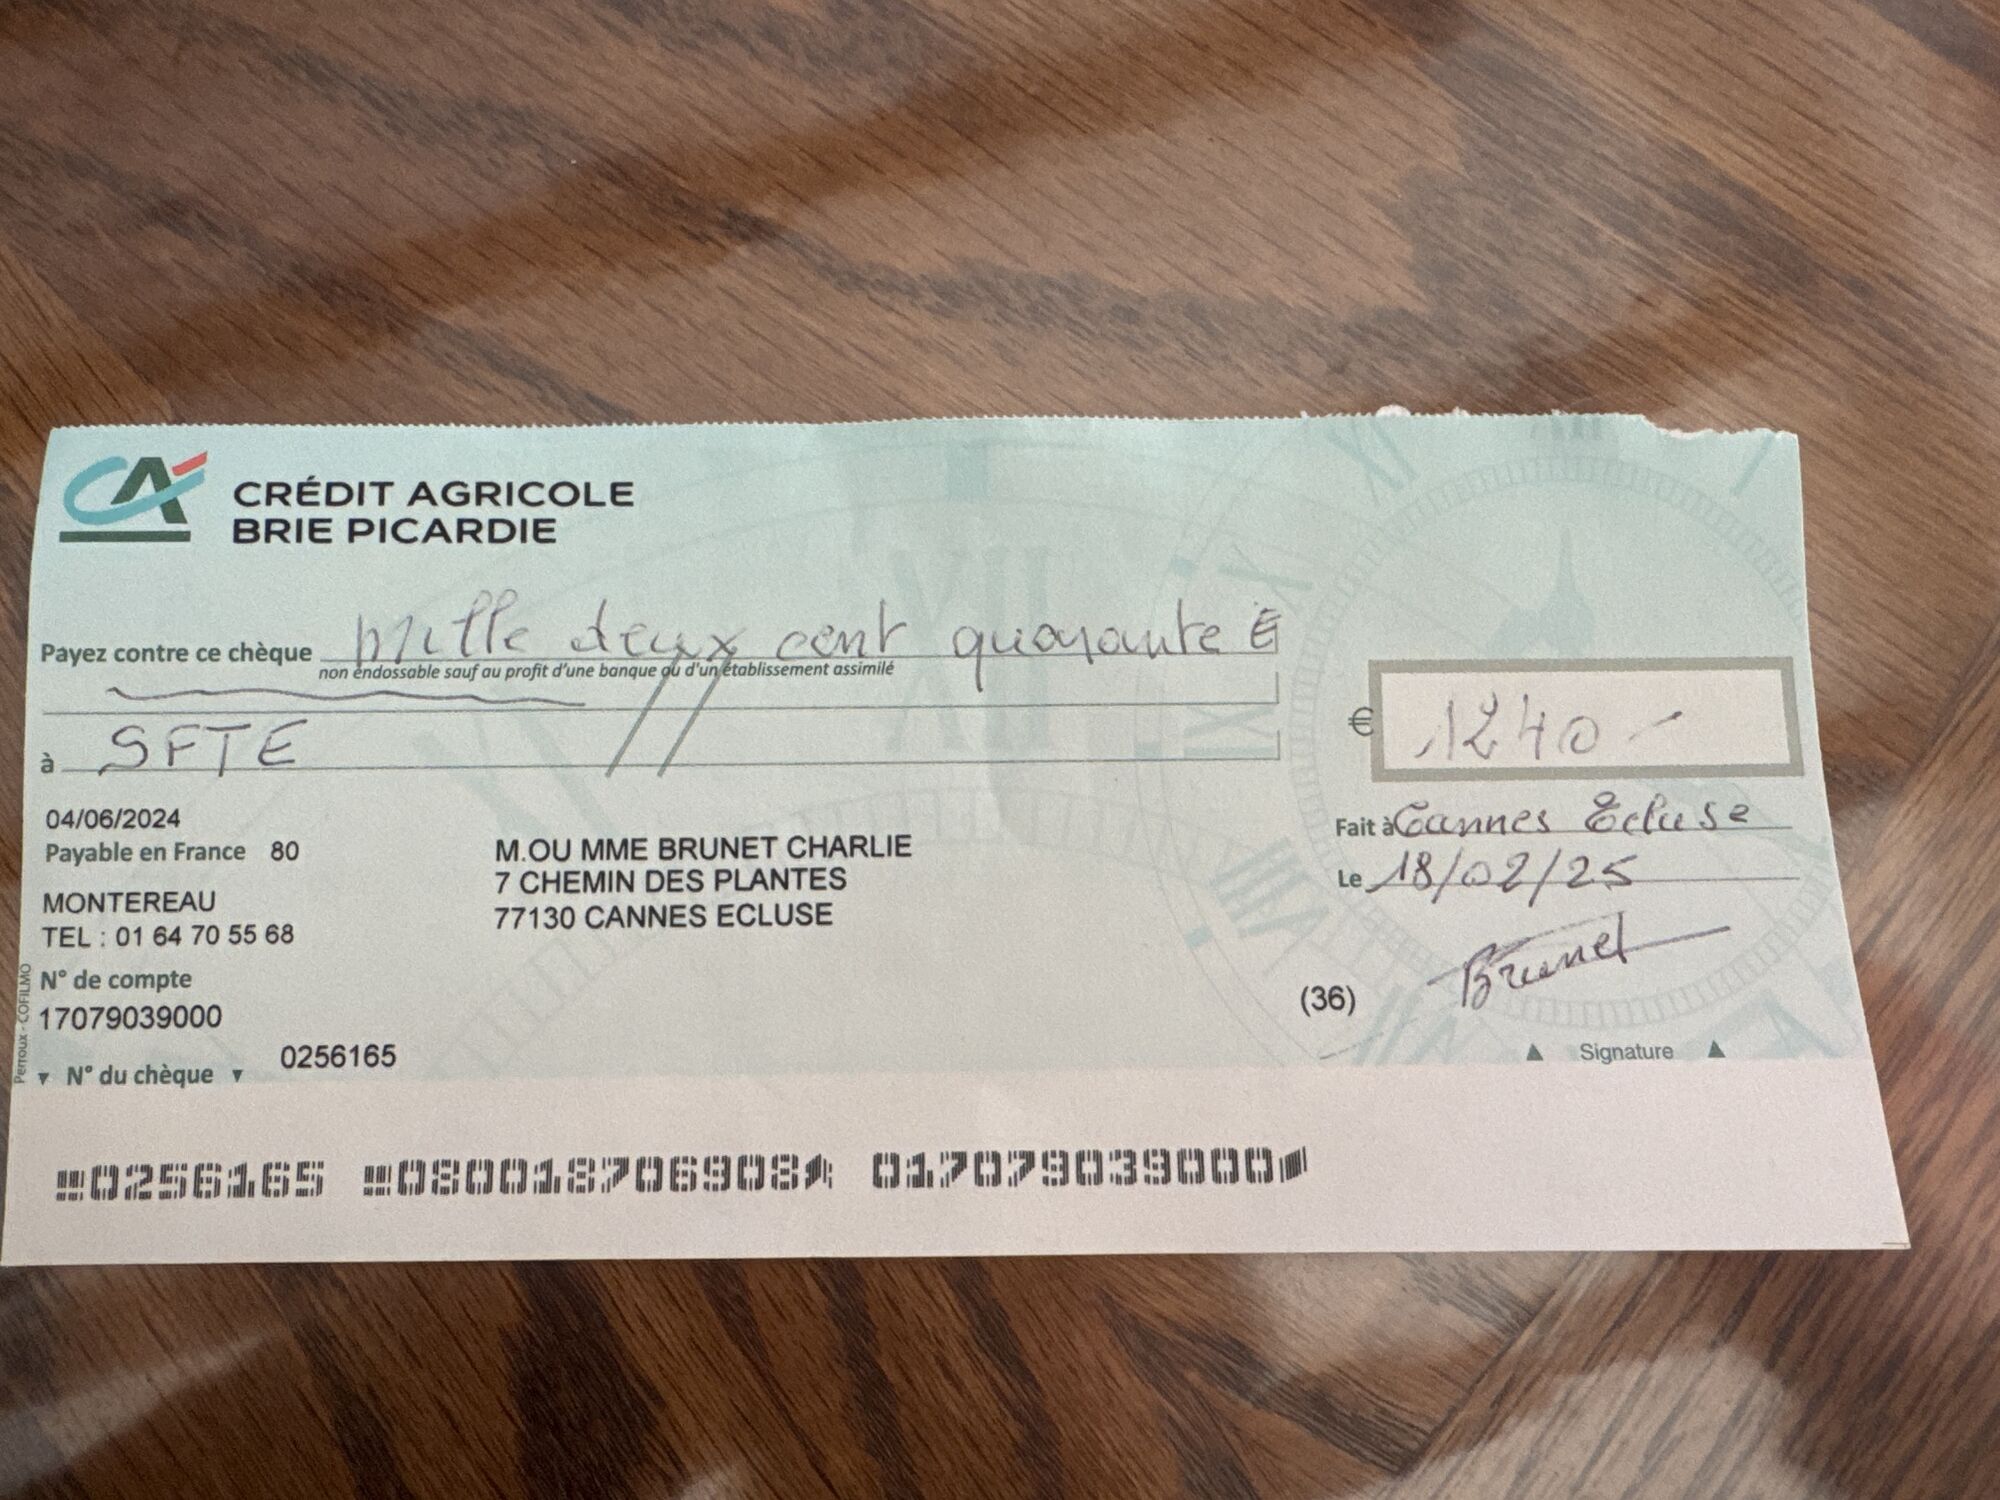 CA
CRÉDIT AGRICOLE
BRIE PICARDIE
Payez contre ce chèque Mille deux cent quarante €
non endossable sauf au profit d'une banque ou d'un établissement assimilé
à SFTE
€ 1240 -
04/06/2024
Payable en France 80
MONTEREAU
TEL : 01 64 70 55 68
N° de compte
17079039000
▼ N° du chèque ▼ 0256165
Perroux - COFILMO
M.OU MME BRUNET CHARLIE
7 CHEMIN DES PLANTES
77130 CANNES ECLUSE
Fait à Cannes Ecluse
Le 18/02/25
Brunet
(36)
▲ Signature ▲
0256165 080018706908 017079039000